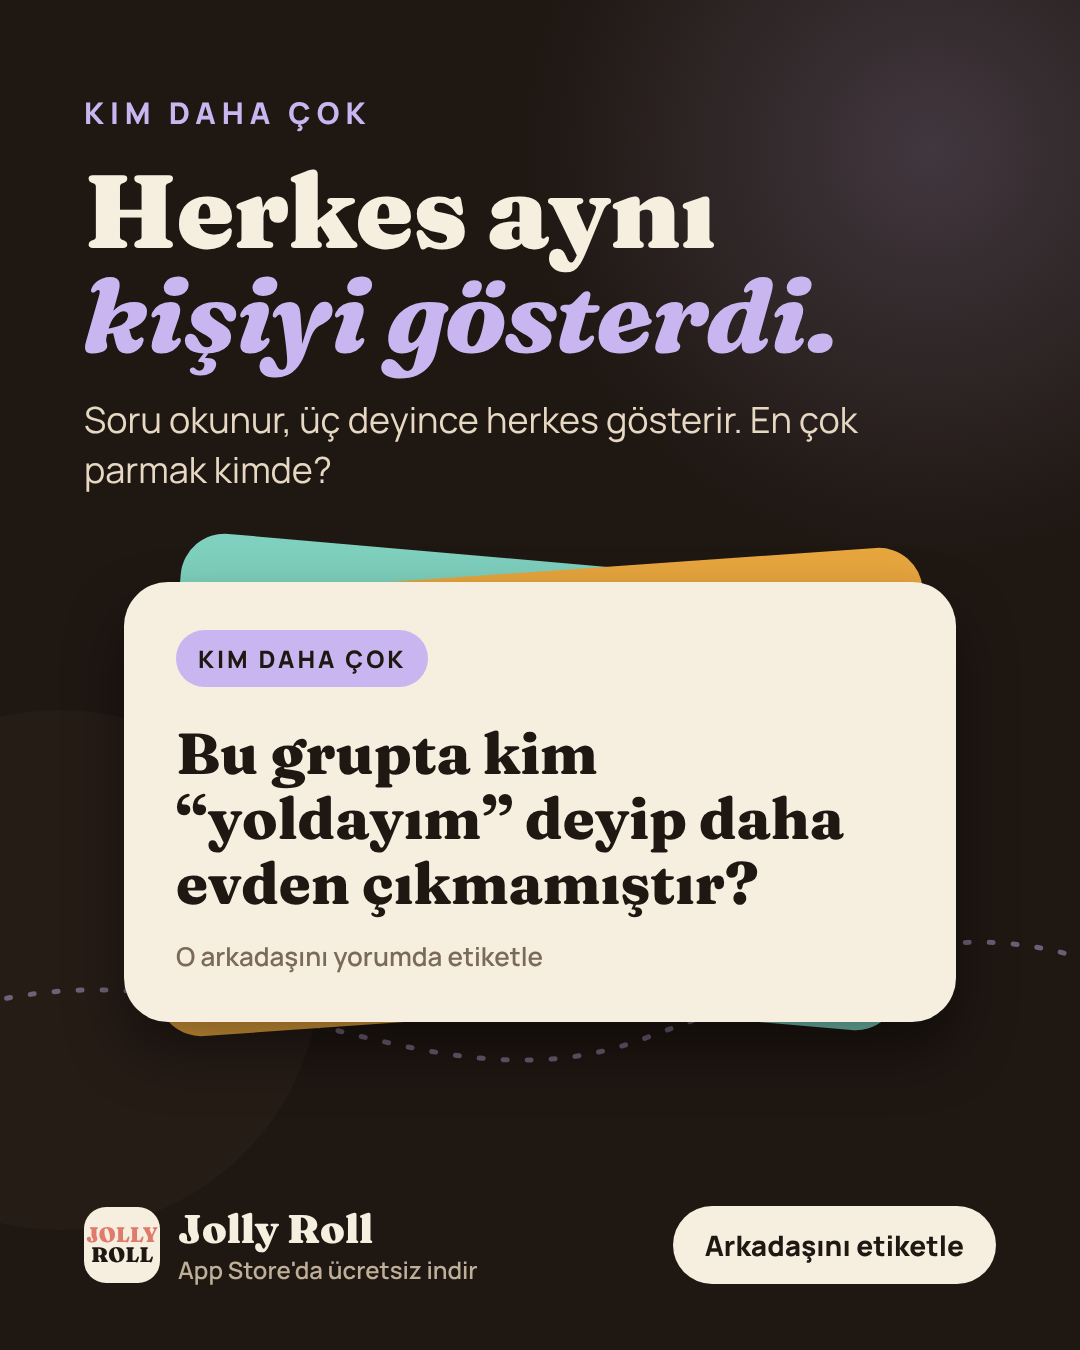 KIM DAHA ÇOK
Herkes aynı
kişiyi gösterdi.
Soru okunur, üç deyince herkes gösterir. En çok
parmak kimde?
KIM DAHA ÇOK
Bu grupta kim
“yoldayım” deyip daha
evden çıkmamıştır?
O arkadaşını yorumda etiketle
JOLLY
ROLL
Jolly Roll
App Store'da ücretsiz indir
Arkadaşını etiketle